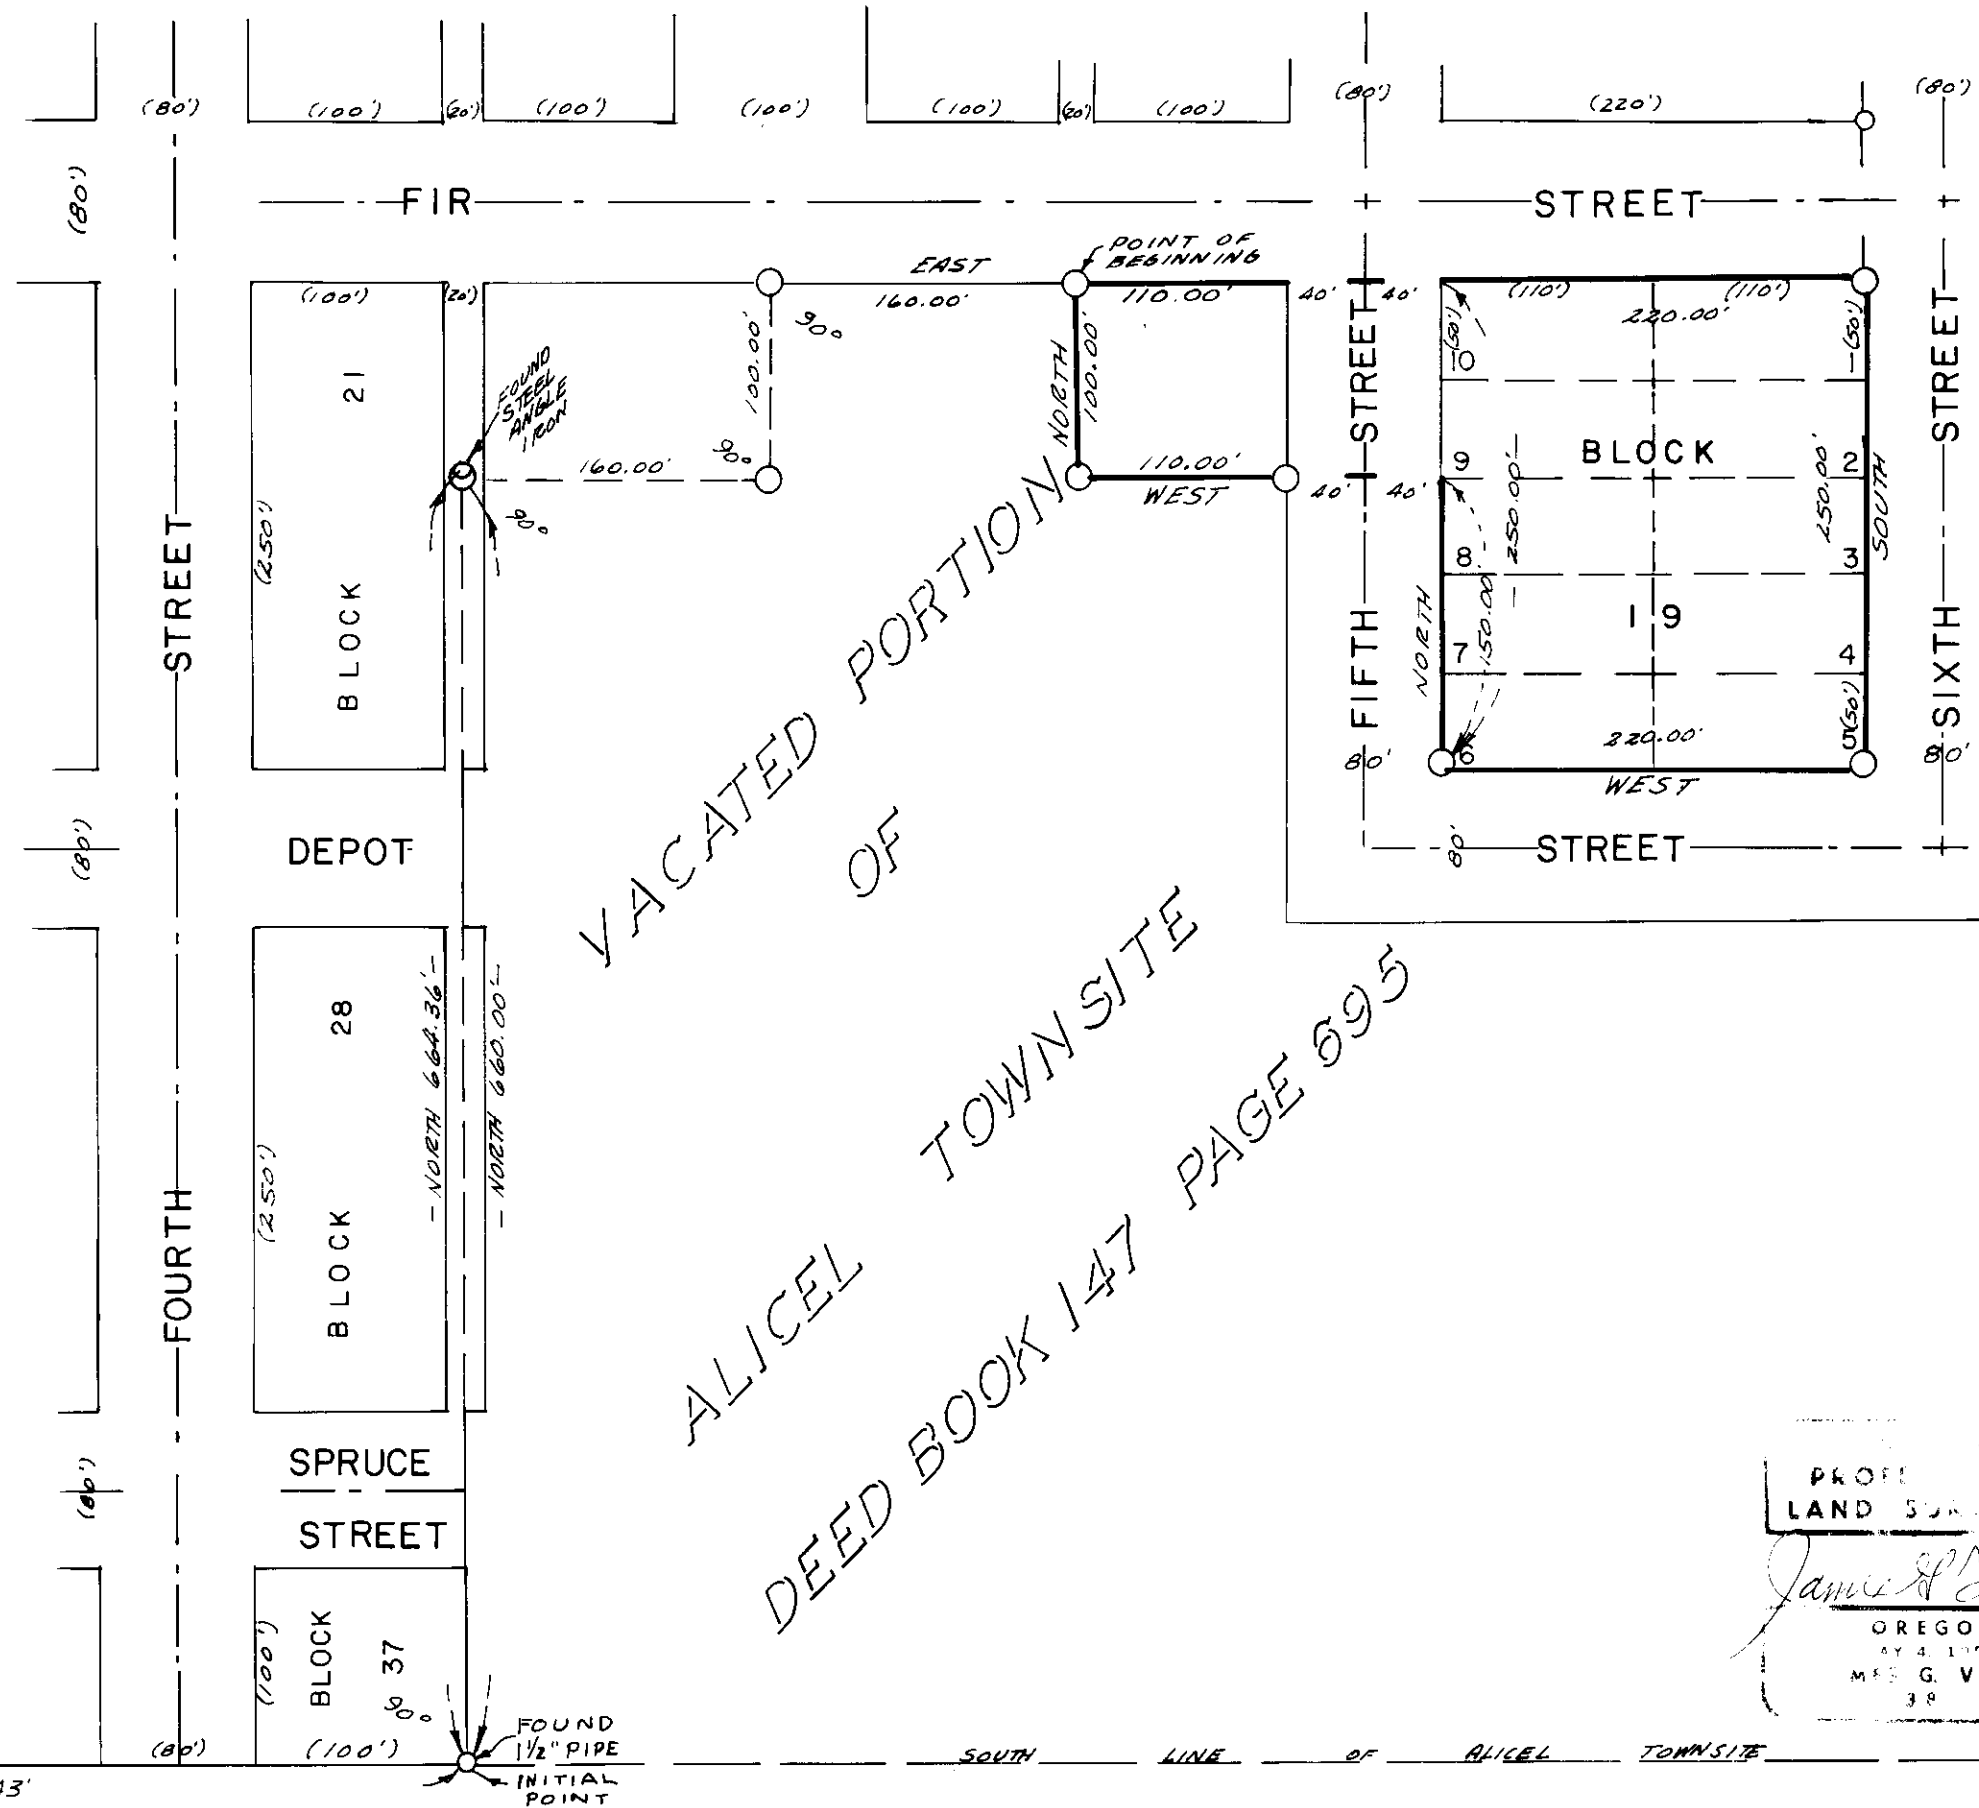 (80') (100') (20') (100') (100') (100') (20') (100') (80') (220') (80')
(80')
FIR STREET
POINT OF
BEGINNING
EAST
160.00'
110.00'
(100') (20')
40' 40'
(110') (110')
220.00'
100.00'
90°
NORTH
100.00'
(50')
(50')
STREET
STREET
21
FOUND
STEEL
ANGLE
IRON
160.00'
90°
110.00'
WEST
40' 40'
9
BLOCK
2
250.00'
250.00'
SOUTH
90°
(250')
STREET
BLOCK
8
3
150.00'
NORTH
19
7
4
FIFTH
SIXTH
(50')
5
220.00'
6
80'
80'
WEST
80'
STREET
(80')
DEPOT
VACATED PORTION
OF
ALICEL TOWNSITE
DEED BOOK 147 PAGE 595
28
NORTH 664.36'
NORTH 660.00'
(250')
BLOCK
FOURTH
SPRUCE
(80')
STREET
BLOCK
37
(100')
90°
(80') (100')
FOUND
1½" PIPE
INITIAL
POINT
SOUTH LINE OF ALICEL TOWNSITE
43'
LAND
OREGO